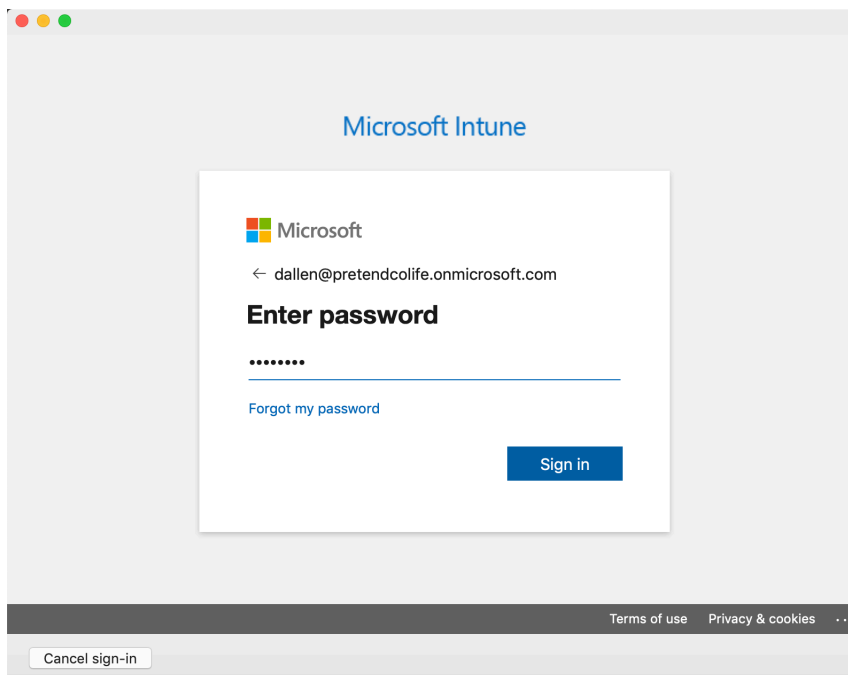 Microsoft Intune
Microsoft
← dallen@pretendcolife.onmicrosoft.com
Enter password
••••••••
Forgot my password
Sign in
Terms of use Privacy & cookies ··
Cancel sign-in